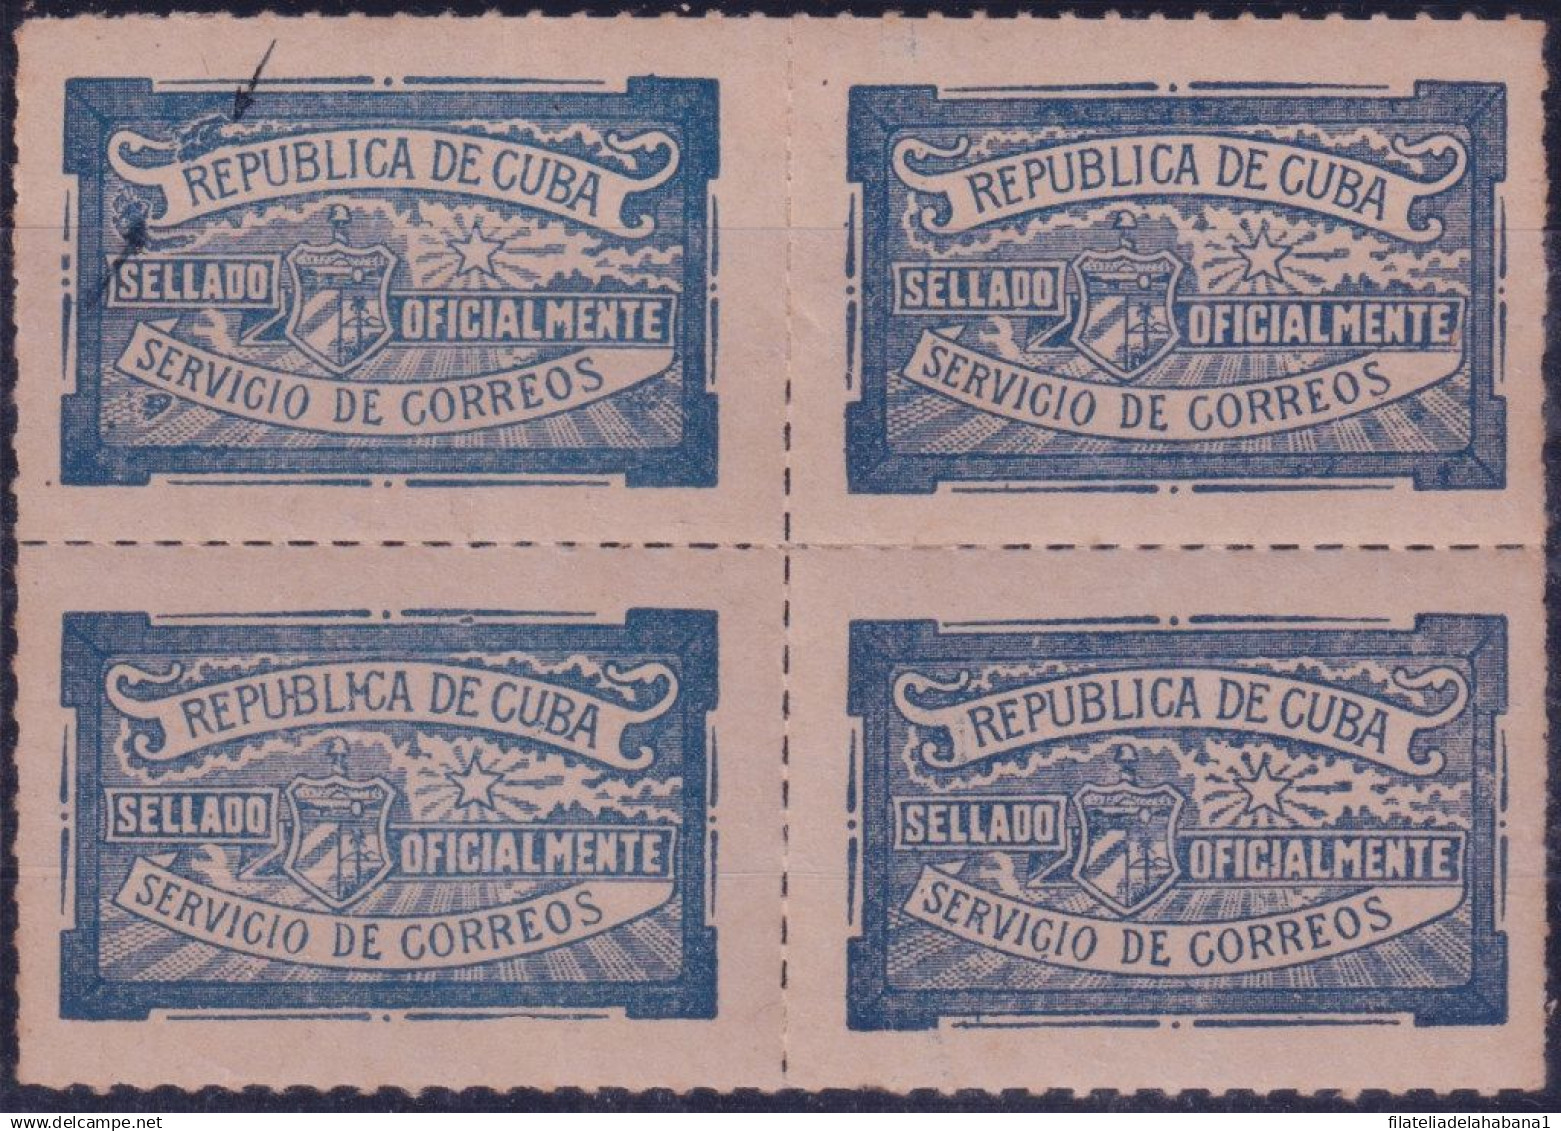 REPUBLICA DE CUBA
SELLADO OFICIALMENTE
SERVICIO DE CORREOS
REPUBLICA DE CUBA
SELLADO OFICIALMENTE
SERVICIO DE CORREOS
REPUBLICA DE CUBA
SELLADO OFICIALMENTE
SERVICIO DE CORREOS
REPUBLICA DE CUBA
SELLADO OFICIALMENTE
SERVICIO DE CORREOS
filateliadelahabana1